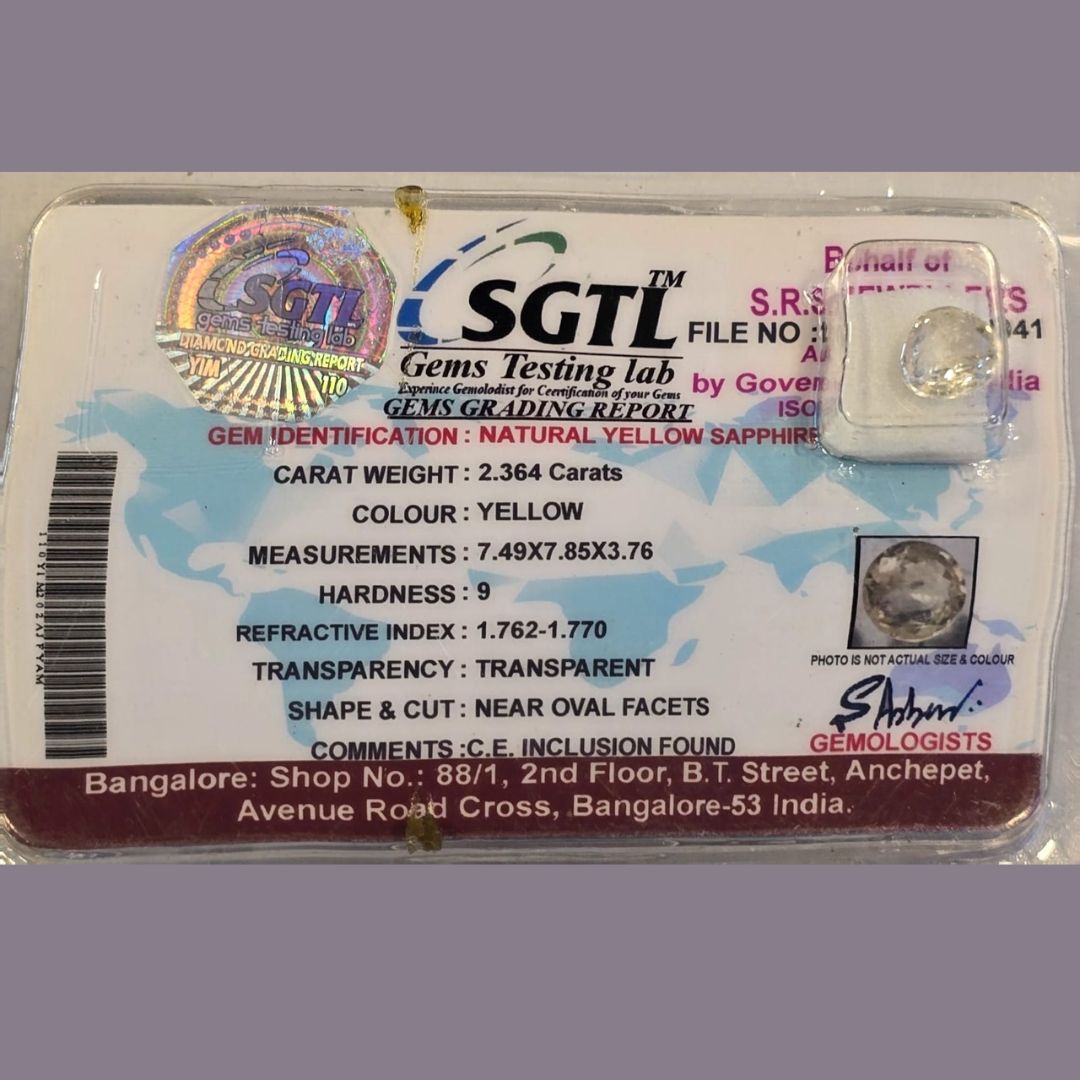 SGTL
gems Testing lab
DIAMOND GRADING REPORT
YIM 110
SGTL TM
Gems Testing lab
Experince Gemolodist for Ceertification of your Gems
GEMS GRADING REPORT
Behalf of
S.R.S
FILE NO :
by Govern
ISO
GEM IDENTIFICATION : NATURAL YELLOW SAPPHIRE
CARAT WEIGHT : 2.364 Carats
COLOUR : YELLOW
MEASUREMENTS : 7.49X7.85X3.76
HARDNESS : 9
REFRACTIVE INDEX : 1.762-1.770
TRANSPARENCY : TRANSPARENT
SHAPE & CUT : NEAR OVAL FACETS
COMMENTS :C.E. INCLUSION FOUND
PHOTO IS NOT ACTUAL SIZE & COLOUR
GEMOLOGISTS
Bangalore: Shop No.: 88/1, 2nd Floor, B.T. Street, Anchepet,
Avenue Road Cross, Bangalore-53 India.